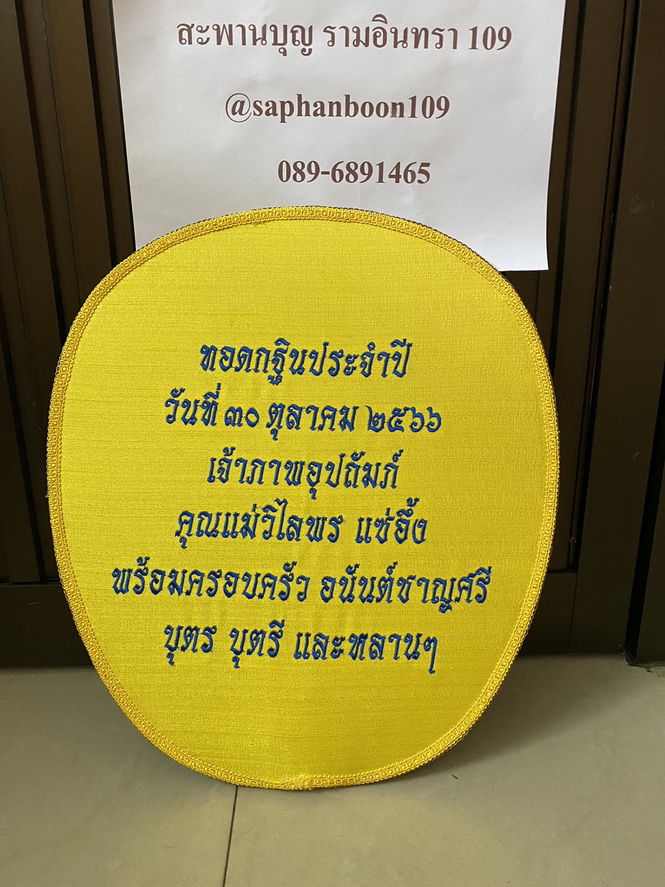 สะพานบุญ รามอินทรา 109
@saphanboon109
089-6891465
ทอดกฐินประจำปี
วันที่ ๓๐ ตุลาคม ๒๕๖๖
เจ้าภาพอุปถัมภ์
คุณแม่วิไลพร แซ่อึ้ง
พร้อมครอบครัว อนันต์ชาญศรี
บุตร บุตรี และหลานๆ